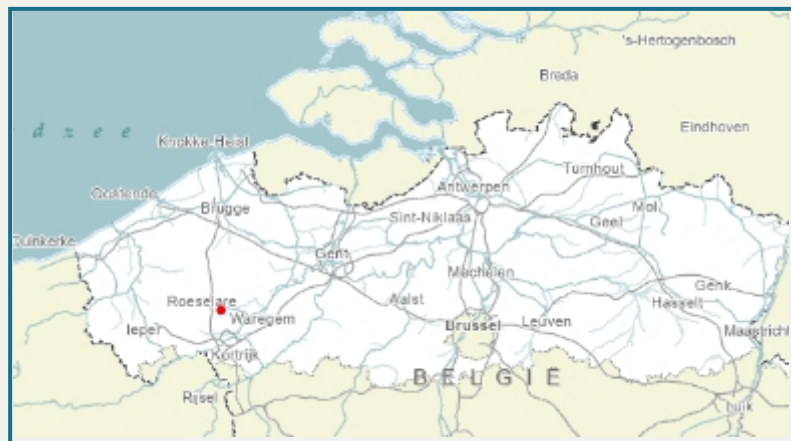 's-Hertogenbosch
Breda
dzee
Eindhoven
Knokke-Heist
Turnhout
Antwerpen
Oostende
Mol
Brugge
Sint-Niklaas
Geel
Duinkerke
Gent
Mechelen
Genk
Roeselare
Aalst
Hasselt
Waregem
Ieper
Brussel
Leuven
Maastricht
Kortrijk
BELGIË
Rijsel
Luik